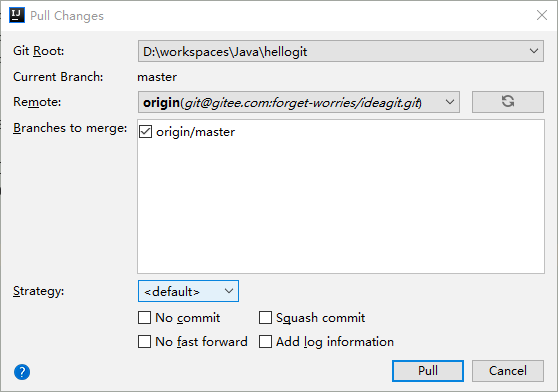 Pull Changes
Git Root: D:\workspaces\Java\hellogit
Current Branch: master
Remote: origin(git@gitee.com:forget-worries/ideagit.git)
Branches to merge: origin/master
Strategy: <default>
No commit Squash commit
No fast forward Add log information
? Pull Cancel